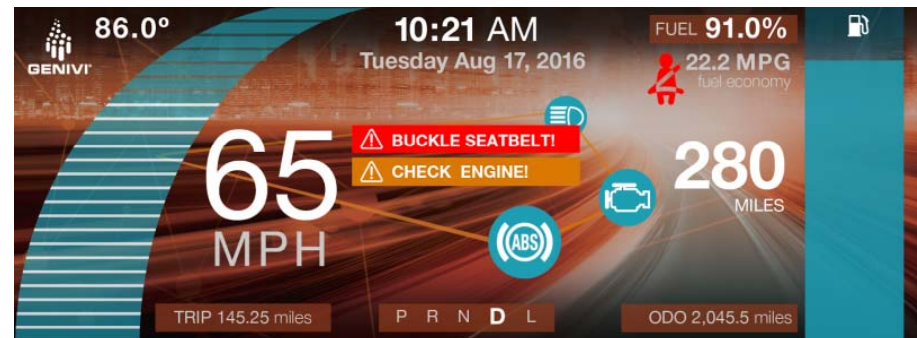 GENIVI
86.0º
10:21 AM
Tuesday Aug 17, 2016
FUEL 91.0%
22.2 MPG
fuel economy
BUCKLE SEATBELT!
CHECK ENGINE!
65
MPH
280
MILES
(ABS)
TRIP 145.25 miles
P R N D L
ODO 2,045.5 miles